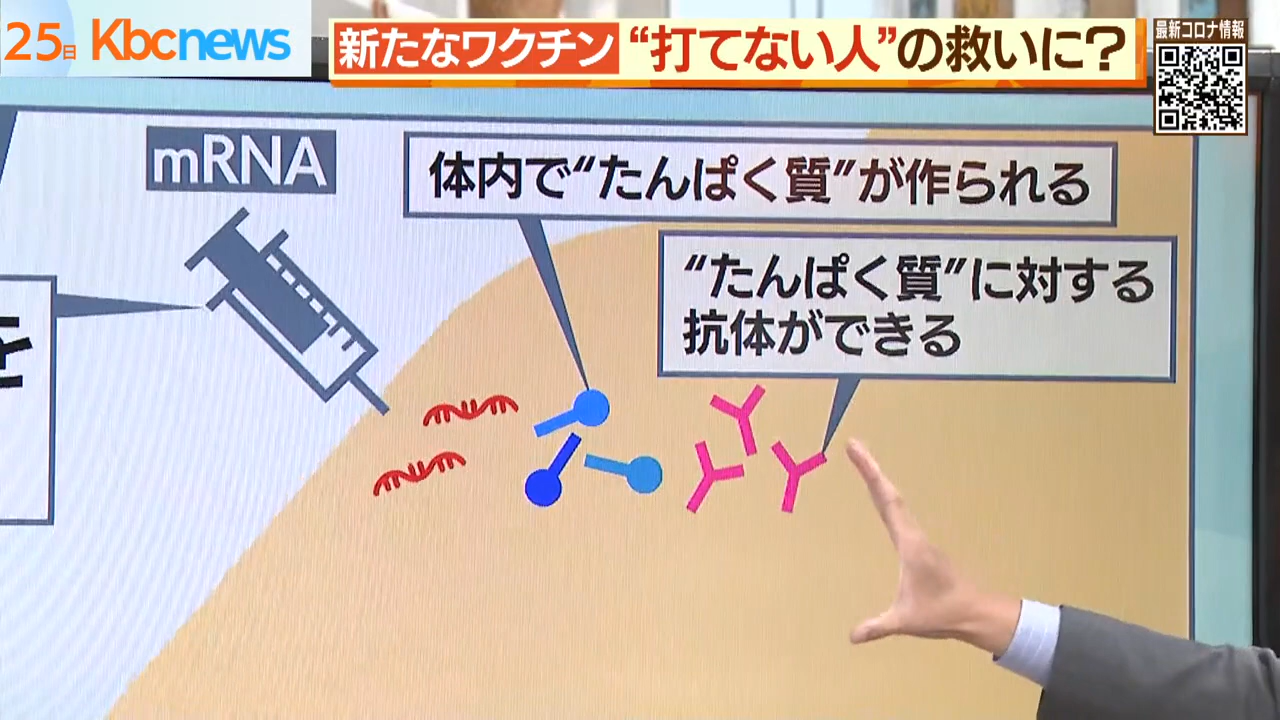 25日 Kbcnews
新たなワクチン “打てない人”の救いに?
最新コロナ情報
mRNA
体内で“たんぱく質”が作られる
“たんぱく質”に対する
抗体ができる